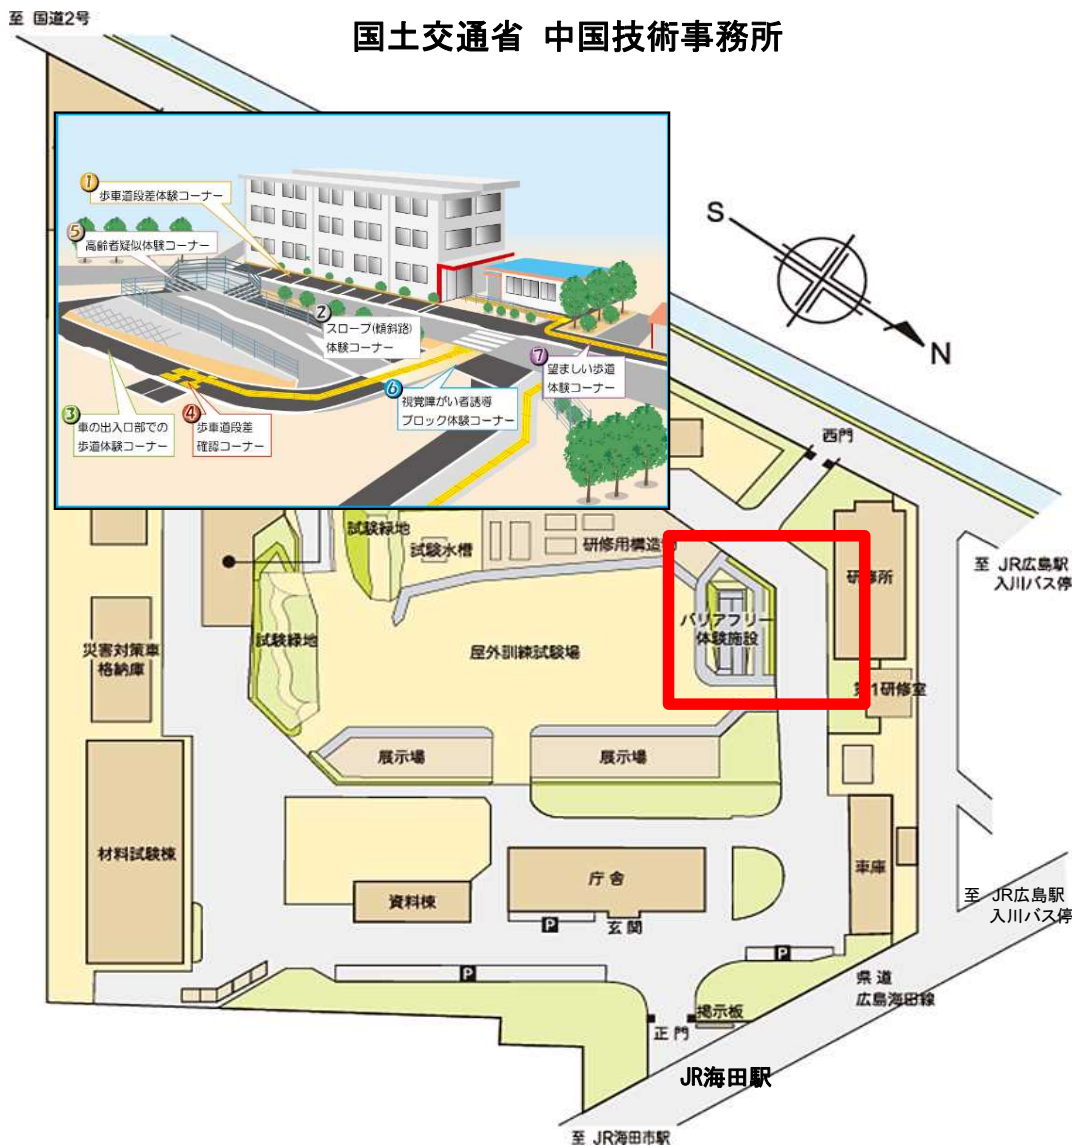 至 国道2号
国土交通省 中国技術事務所
① 歩車道段差体験コーナー
⑤ 高齢者疑似体験コーナー
②
スロープ(傾斜路)
体験コーナー
⑦
望ましい歩道
体験コーナー
⑥
視覚障がい者誘導
ブロック体験コーナー
③
車の出入口部での
歩道体験コーナー
④
歩車道段差
確認コーナー
S
N
西門
試験緑地
試験水槽
研修用構造物
研修所
至 JR広島駅
入川バス停
バリアフリー
体験施設
試験緑地
屋外訓練試験場
災害対策車
格納庫
第1研修室
展示場
展示場
材料試験棟
資料棟
庁舎
P
玄関
車庫
至 JR広島駅
入川バス停
P
P
県道
広島海田線
掲示板
正門
JR海田駅
至 JR海田市駅